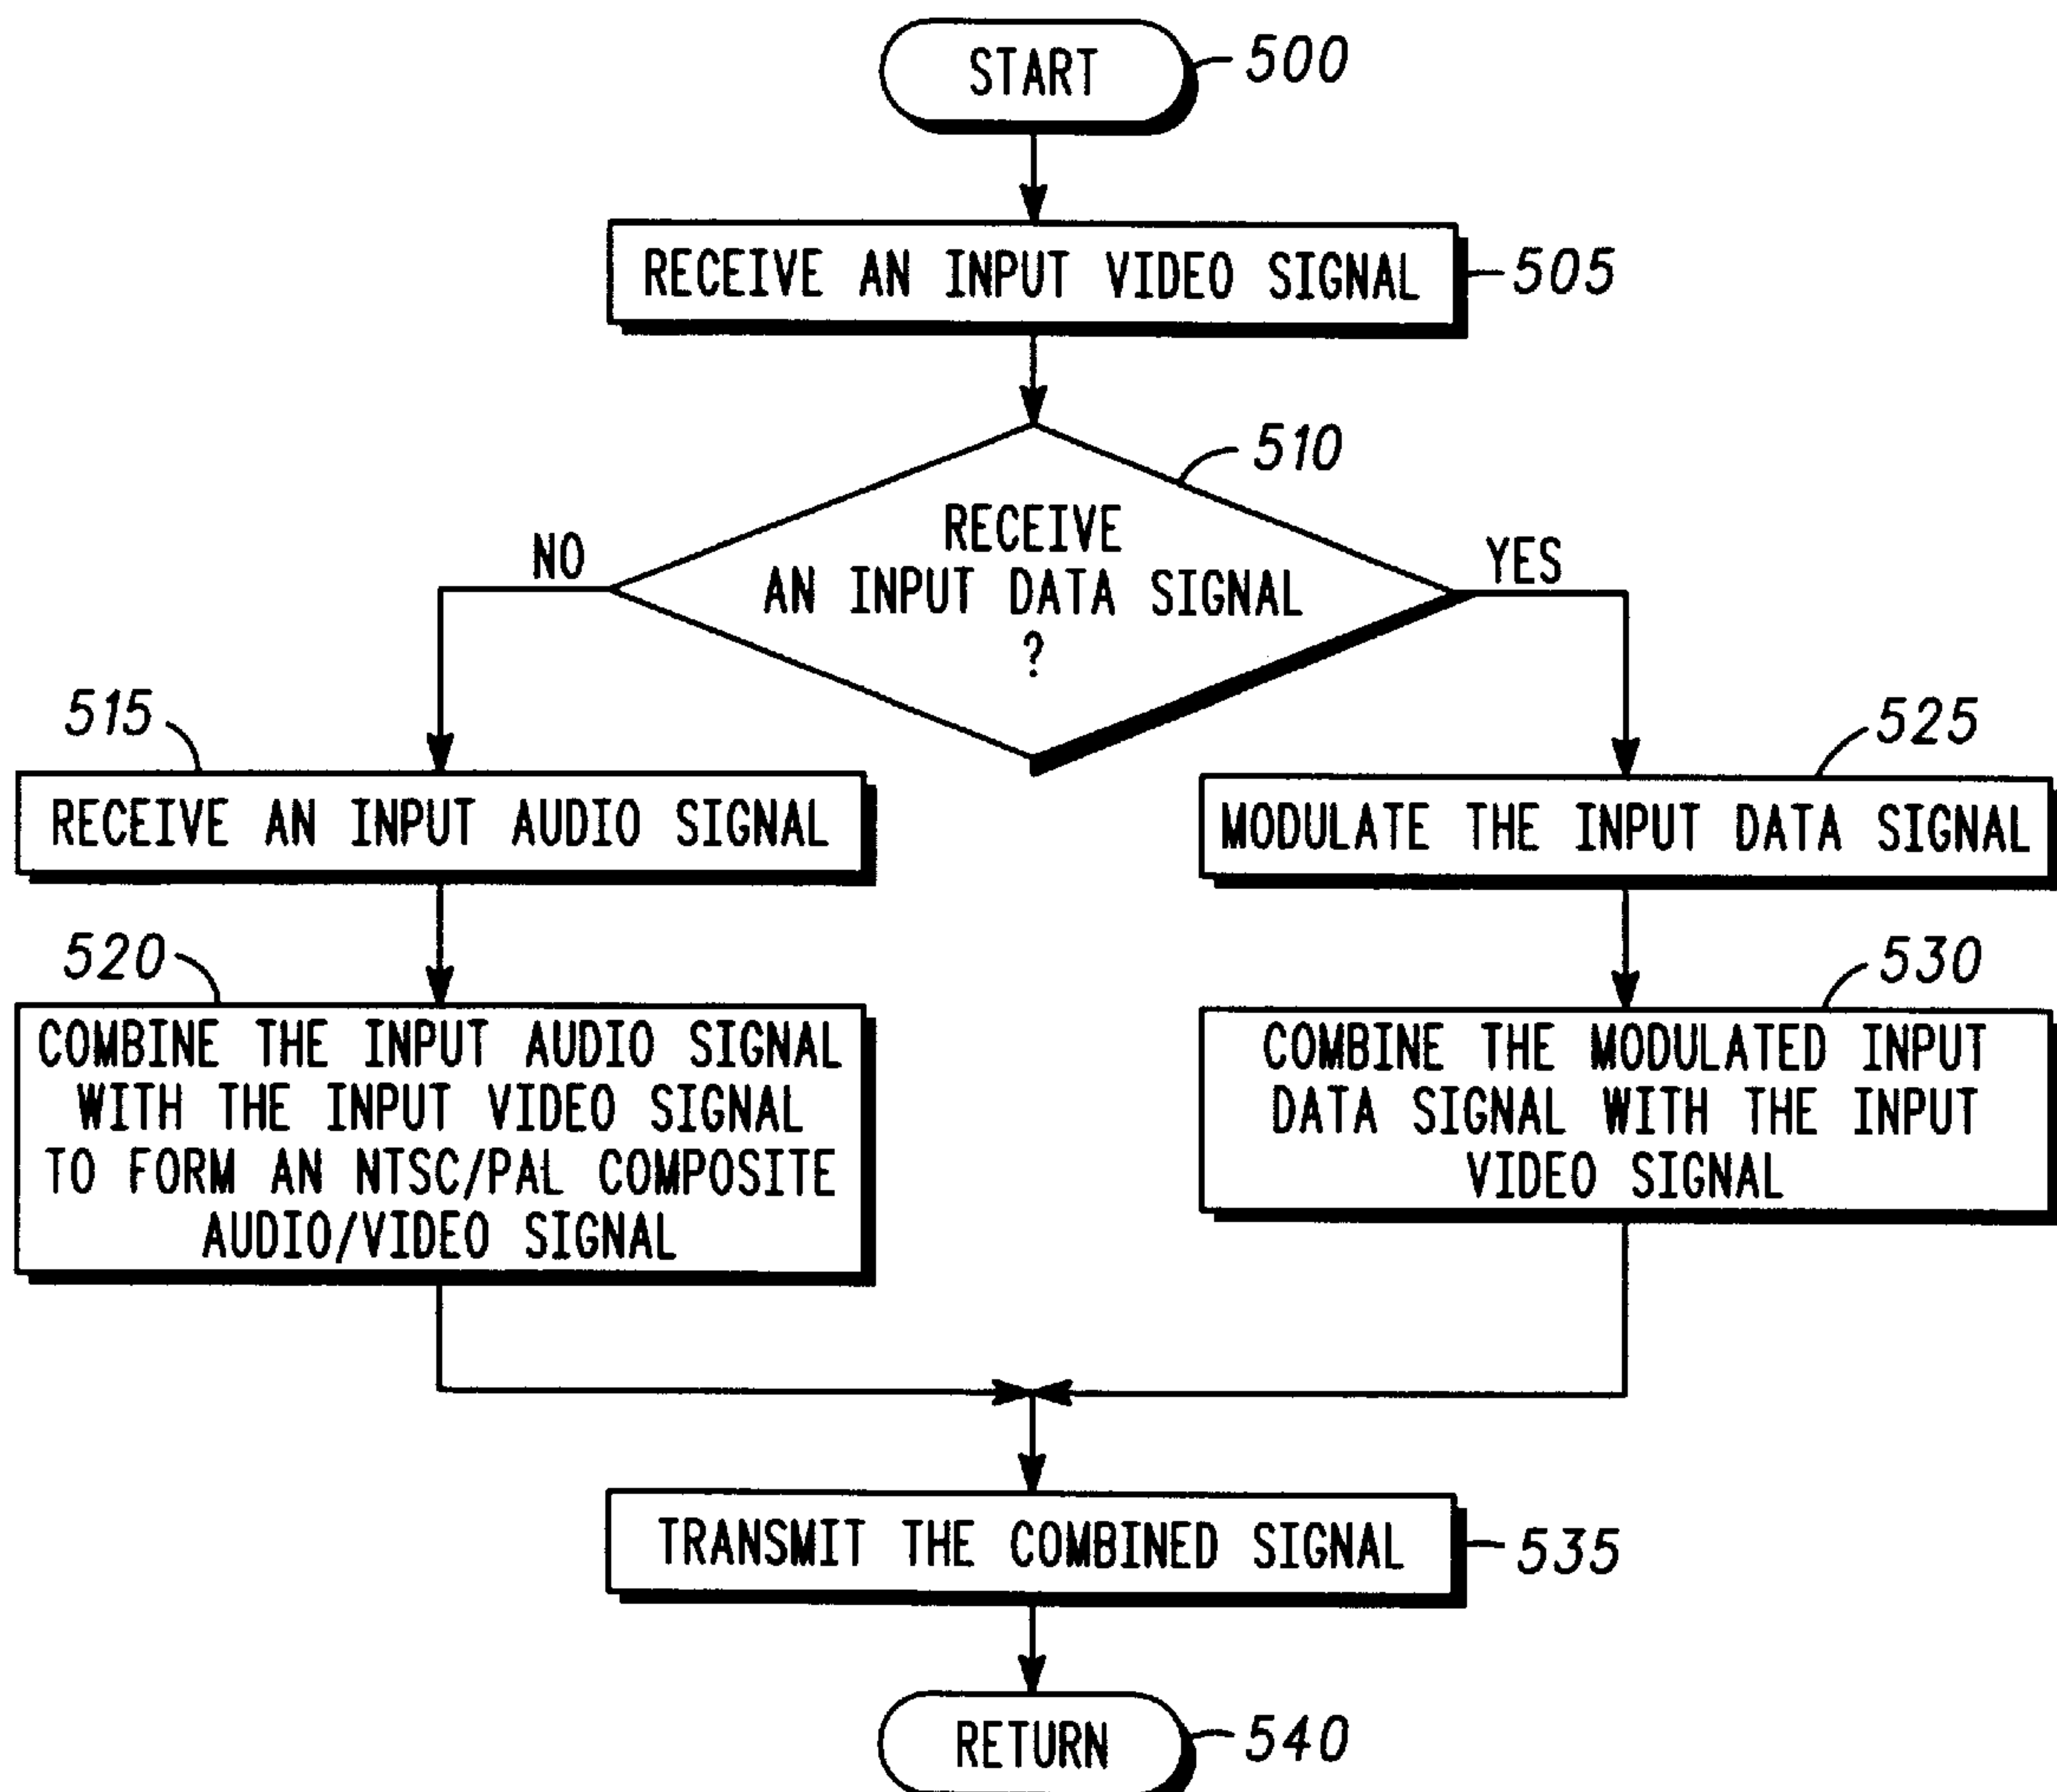 START
500
RECEIVE AN INPUT VIDEO SIGNAL
505
510
RECEIVE
AN INPUT DATA SIGNAL
?
NO
YES
515
RECEIVE AN INPUT AUDIO SIGNAL
525
MODULATE THE INPUT DATA SIGNAL
520
COMBINE THE INPUT AUDIO SIGNAL
WITH THE INPUT VIDEO SIGNAL
TO FORM AN NTSC/PAL COMPOSITE
AUDIO/VIDEO SIGNAL
530
COMBINE THE MODULATED INPUT
DATA SIGNAL WITH THE INPUT
VIDEO SIGNAL
TRANSMIT THE COMBINED SIGNAL
535
RETURN
540